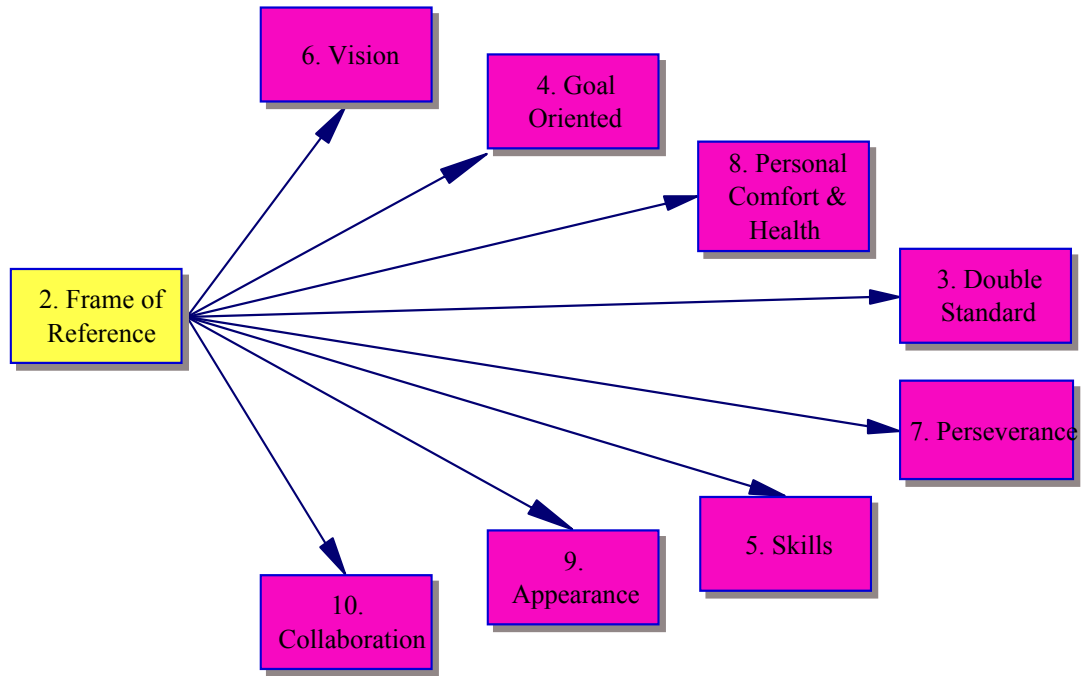 6. Vision
4. Goal
Oriented
8. Personal
Comfort &
Health
2. Frame of
Reference
3. Double
Standard
7. Perseverance
5. Skills
9.
Appearance
10.
Collaboration